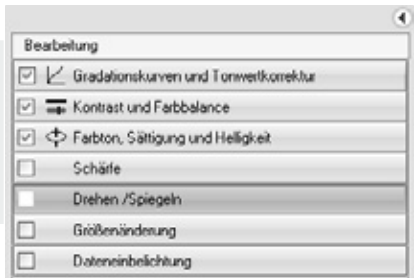 Bearbeitung
Gradationskurven und Tonwertkorrektur
Kontrast und Farbbalance
Farbton, Sättigung und Helligkeit
Schärfe
Drehen /Spiegeln
Größenänderung
Dateneinbelichtung